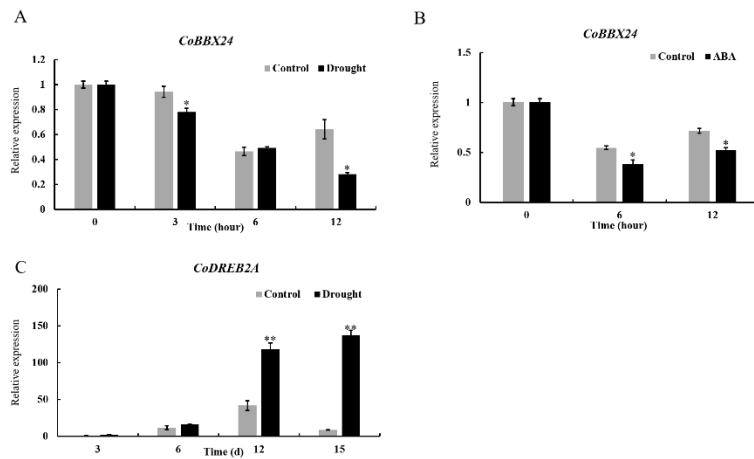 A
CoBBX24
Control Drought
Relative expression
1.2
1
0.8
0.6
0.4
0.2
0
*
*
0 3 6 12
Time (hour)
B
CoBBX24
Control ABA
Relative expression
1.5
1
0.5
0
*
*
0 6 12
Time (hour)
C
CoDREB2A
Control Drought
Relative expression
200
150
100
50
0
**
**
3 6 12 15
Time (d)